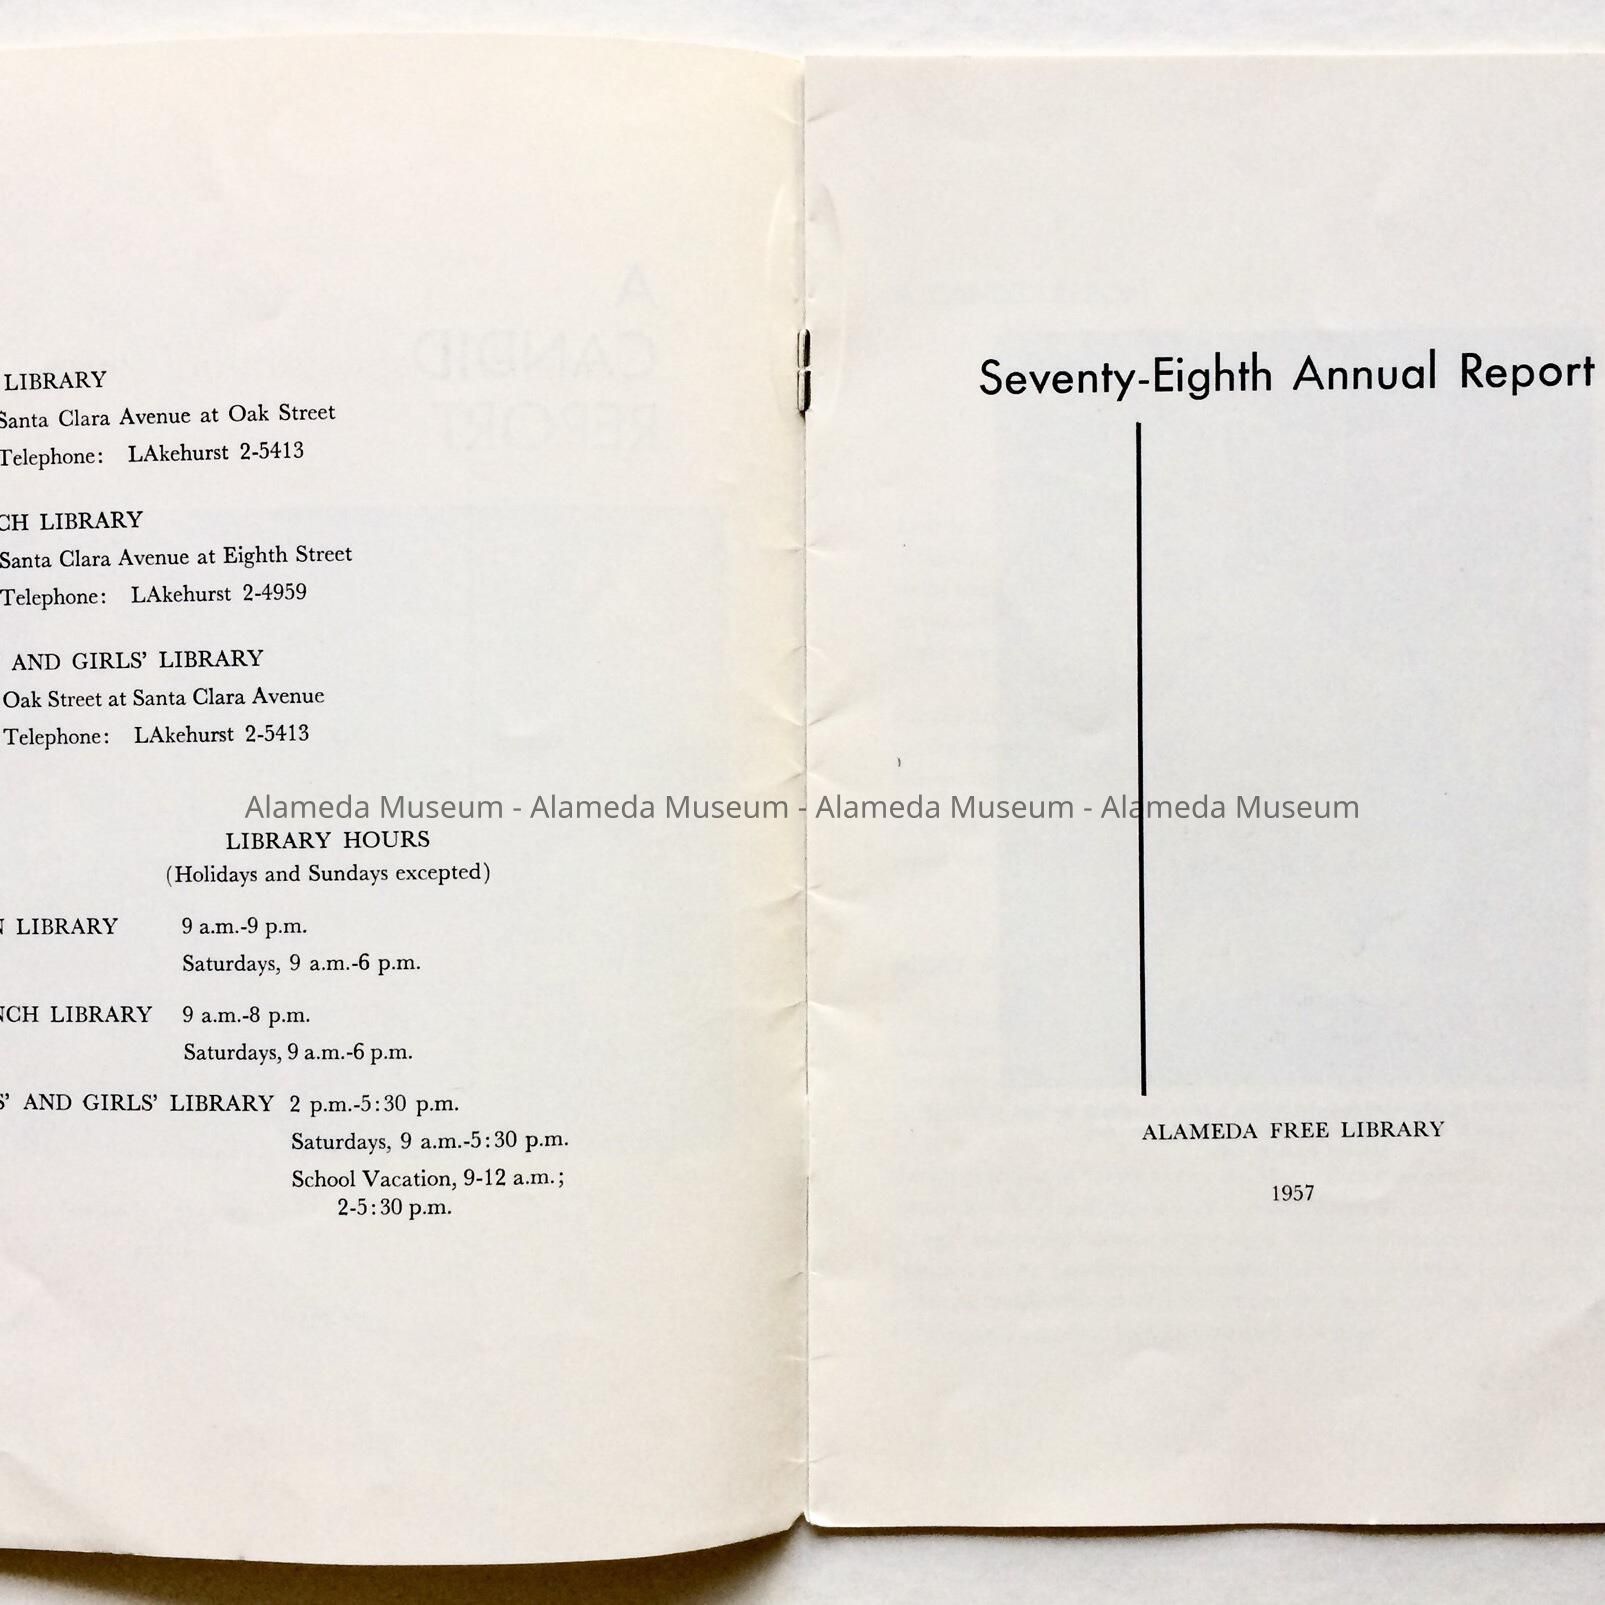 LIBRARY
Santa Clara Avenue at Oak Street
Telephone: LAkehurst 2-5413
CH LIBRARY
Santa Clara Avenue at Eighth Street
Telephone: LAkehurst 2-4959
AND GIRLS' LIBRARY
Oak Street at Santa Clara Avenue
Telephone: LAkehurst 2-5413
Alameda Museum - Alameda Museum - Alameda Museum - Alameda Museum
LIBRARY HOURS
(Holidays and Sundays excepted)
N LIBRARY 9 a.m.-9 p.m.
Saturdays, 9 a.m.-6 p.m.
NCH LIBRARY 9 a.m.-8 p.m.
Saturdays, 9 a.m.-6 p.m.
S' AND GIRLS' LIBRARY 2 p.m.-5:30 p.m.
Saturdays, 9 a.m.-5:30 p.m.
School Vacation, 9-12 a.m.;
2-5:30 p.m.
Seventy-Eighth Annual Report
ALAMEDA FREE LIBRARY
1957
A
CANDID
REPORT